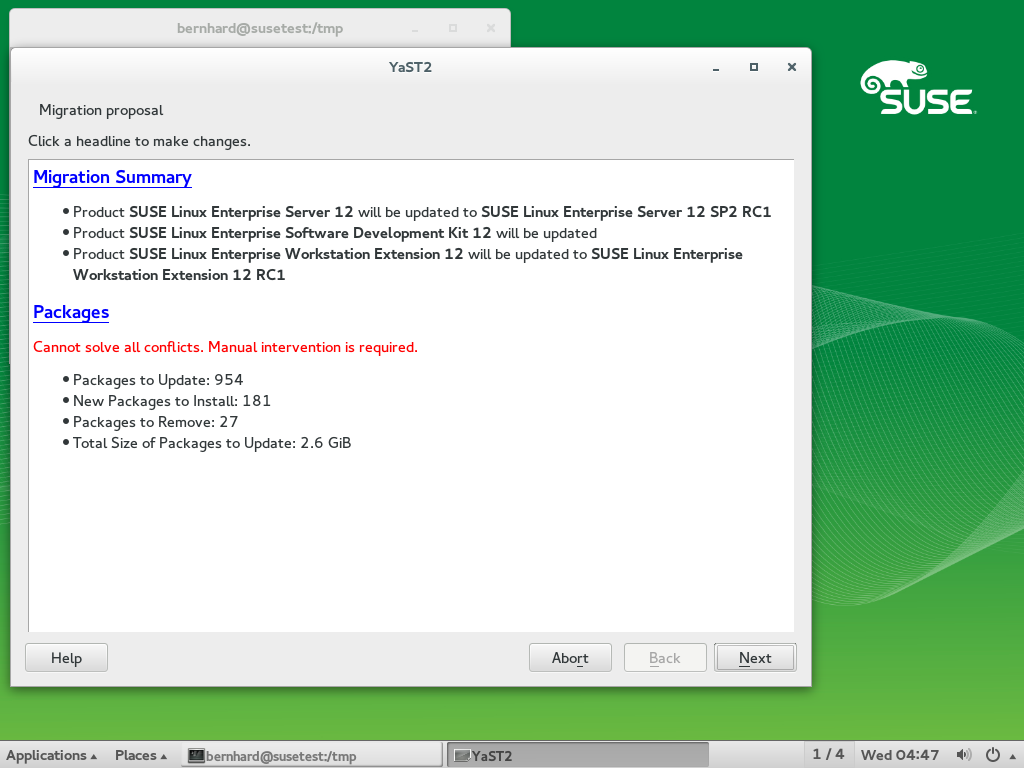 bernhard@susetest:/tmp
YaST2
SUSE
Migration proposal
Click a headline to make changes.
Migration Summary
Product SUSE Linux Enterprise Server 12 will be updated to SUSE Linux Enterprise Server 12 SP2 RC1
Product SUSE Linux Enterprise Software Development Kit 12 will be updated
Product SUSE Linux Enterprise Workstation Extension 12 will be updated to SUSE Linux Enterprise
Workstation Extension 12 RC1
Packages
Cannot solve all conflicts. Manual intervention is required.
Packages to Update: 954
New Packages to Install: 181
Packages to Remove: 27
Total Size of Packages to Update: 2.6 GiB
Help Abort Back Next
Applications Places bernhard@susetest:/tmp YaST2 1 / 4 Wed 04:47